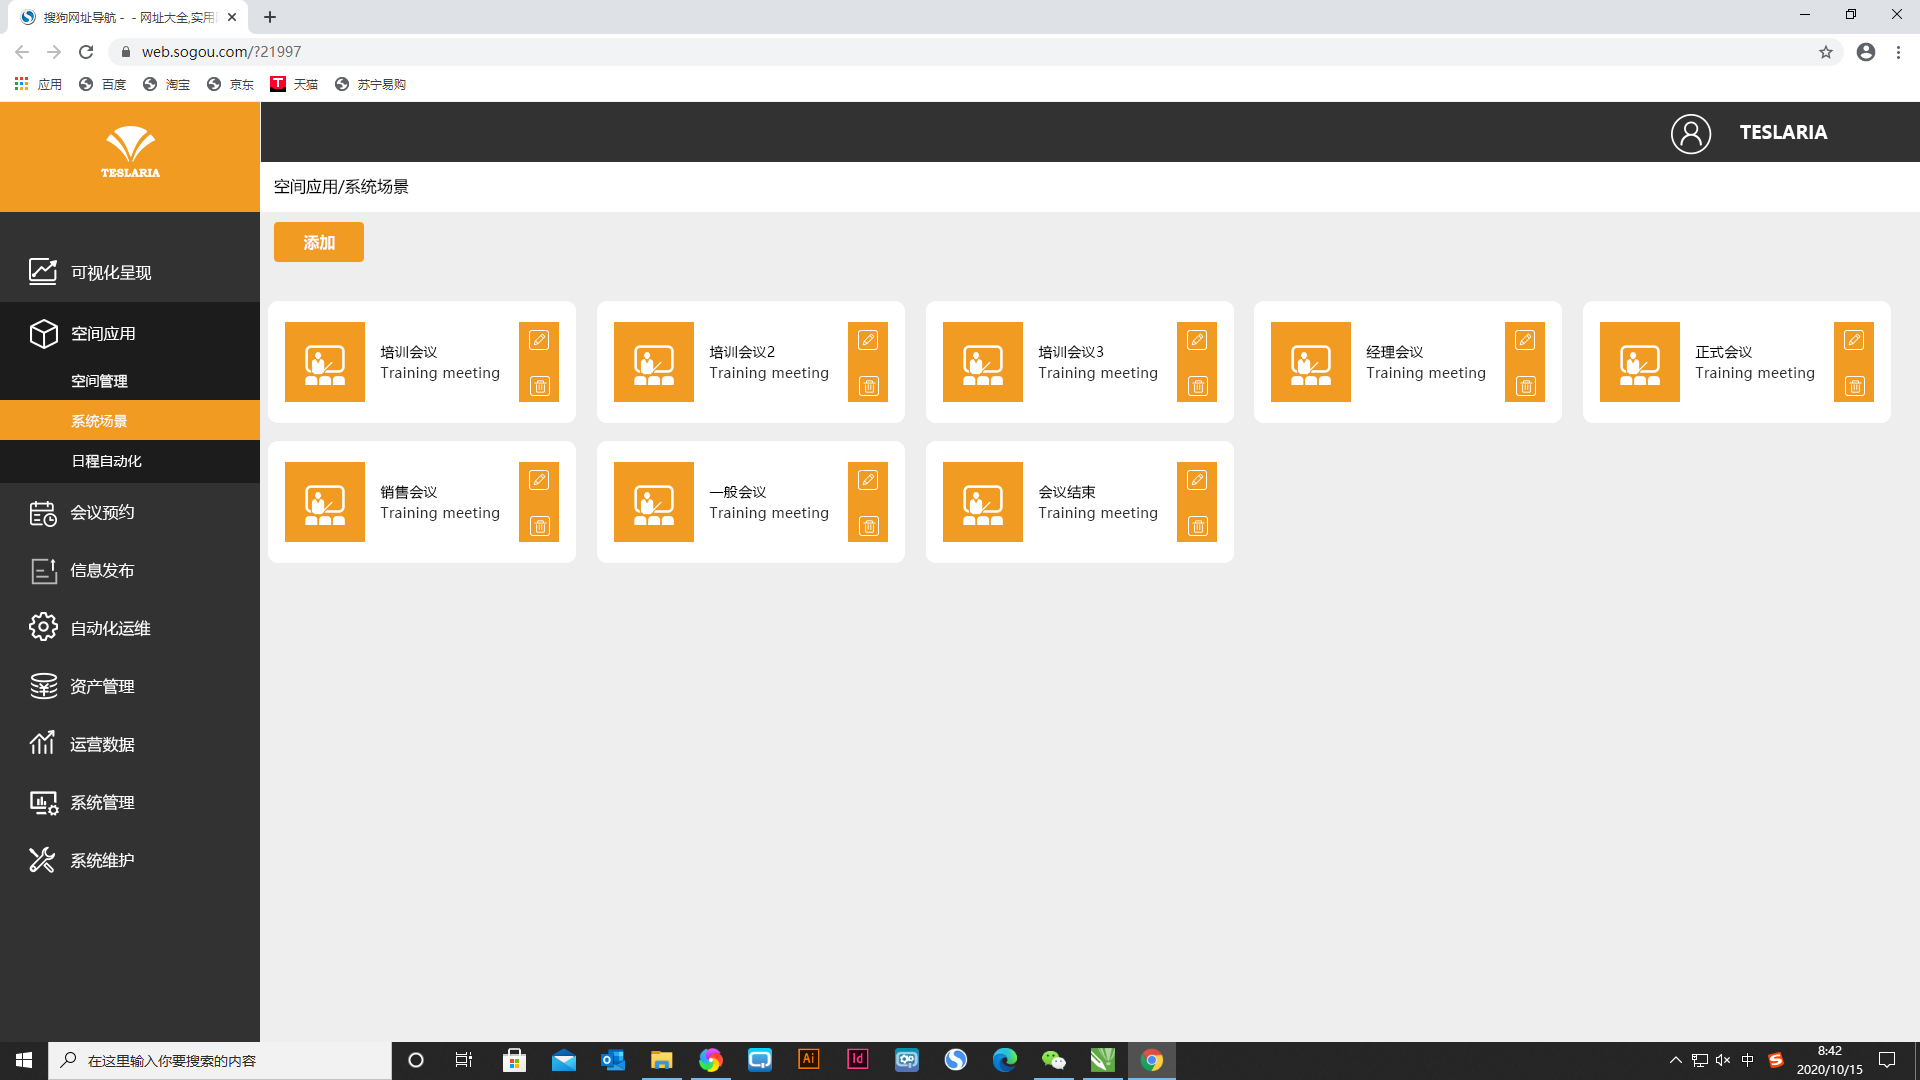 搜狗网址导航 - - 网址大全,实用
web.sogou.com/?21997
应用 百度 淘宝 京东 天猫 苏宁易购
TESLARIA
TESLARIA
空间应用/系统场景
添加
可视化呈现
空间应用
空间管理
系统场景
日程自动化
会议预约
信息发布
自动化运维
资产管理
运营数据
系统管理
系统维护
培训会议
Training meeting
培训会议2
Training meeting
培训会议3
Training meeting
经理会议
Training meeting
正式会议
Training meeting
销售会议
Training meeting
一般会议
Training meeting
会议结束
Training meeting
在这里输入你要搜索的内容
Ai
Id
中
8:42
2020/10/15